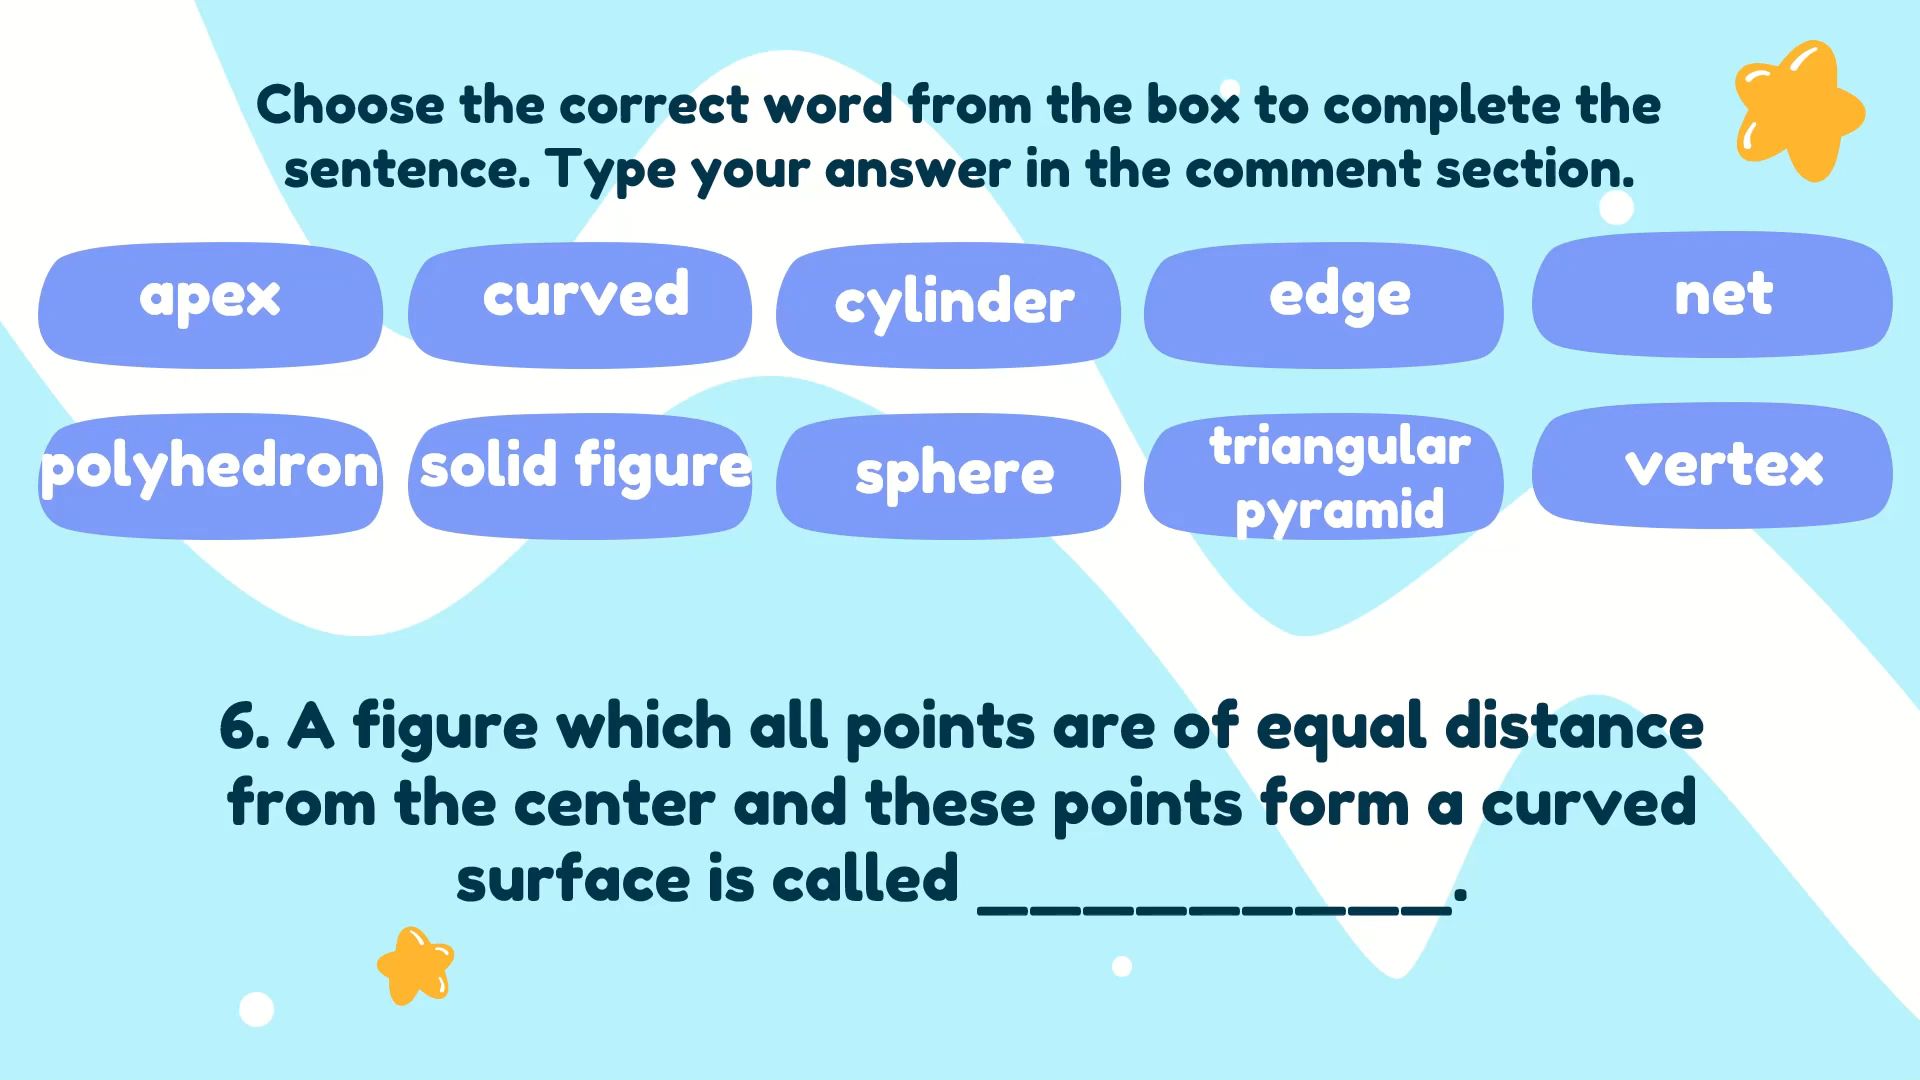 Choose the correct word from the box to complete the
sentence. Type your answer in the comment section.
apex
curved
cylinder
edge
net
polyhedron
solid figure
sphere
triangular
pyramid
vertex
6. A figure which all points are of equal distance
from the center and these points form a curved
surface is called _________.